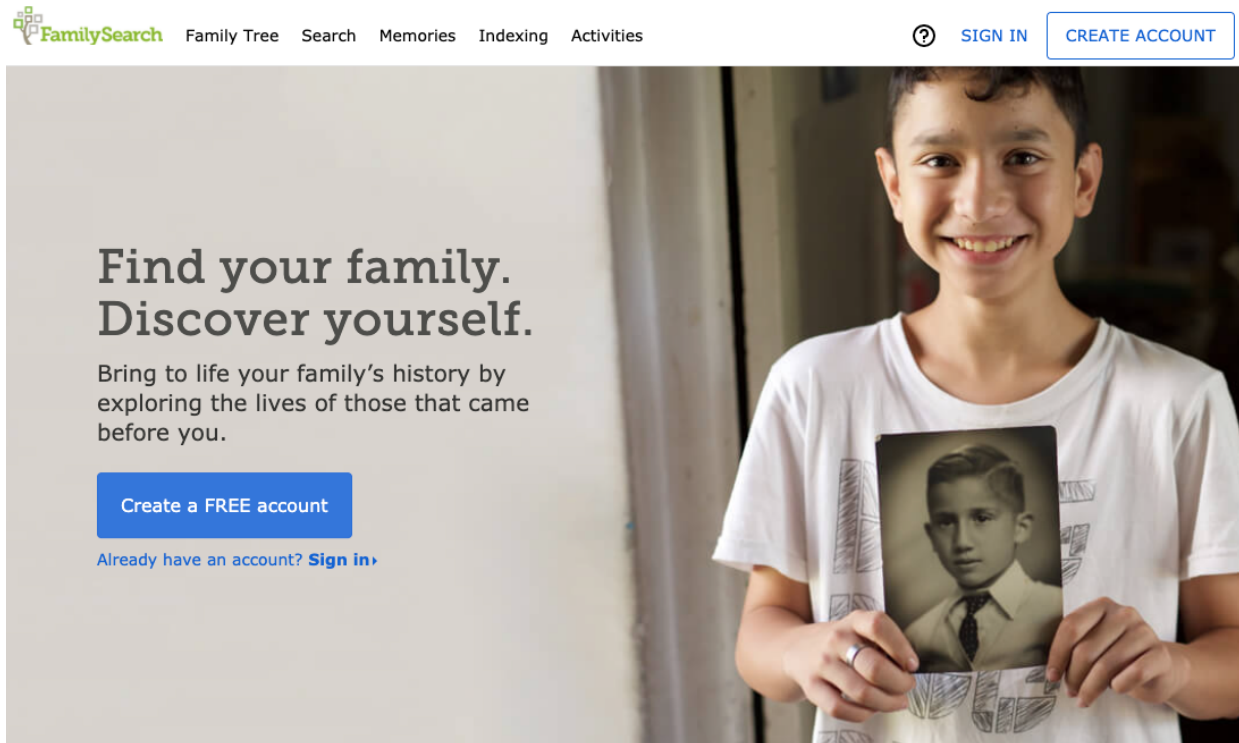 FamilySearch Family Tree Search Memories Indexing Activities ? SIGN IN CREATE ACCOUNT
Find your family.
Discover yourself.
Bring to life your family’s history by
exploring the lives of those that came
before you.
Create a FREE account
Already have an account? Sign in